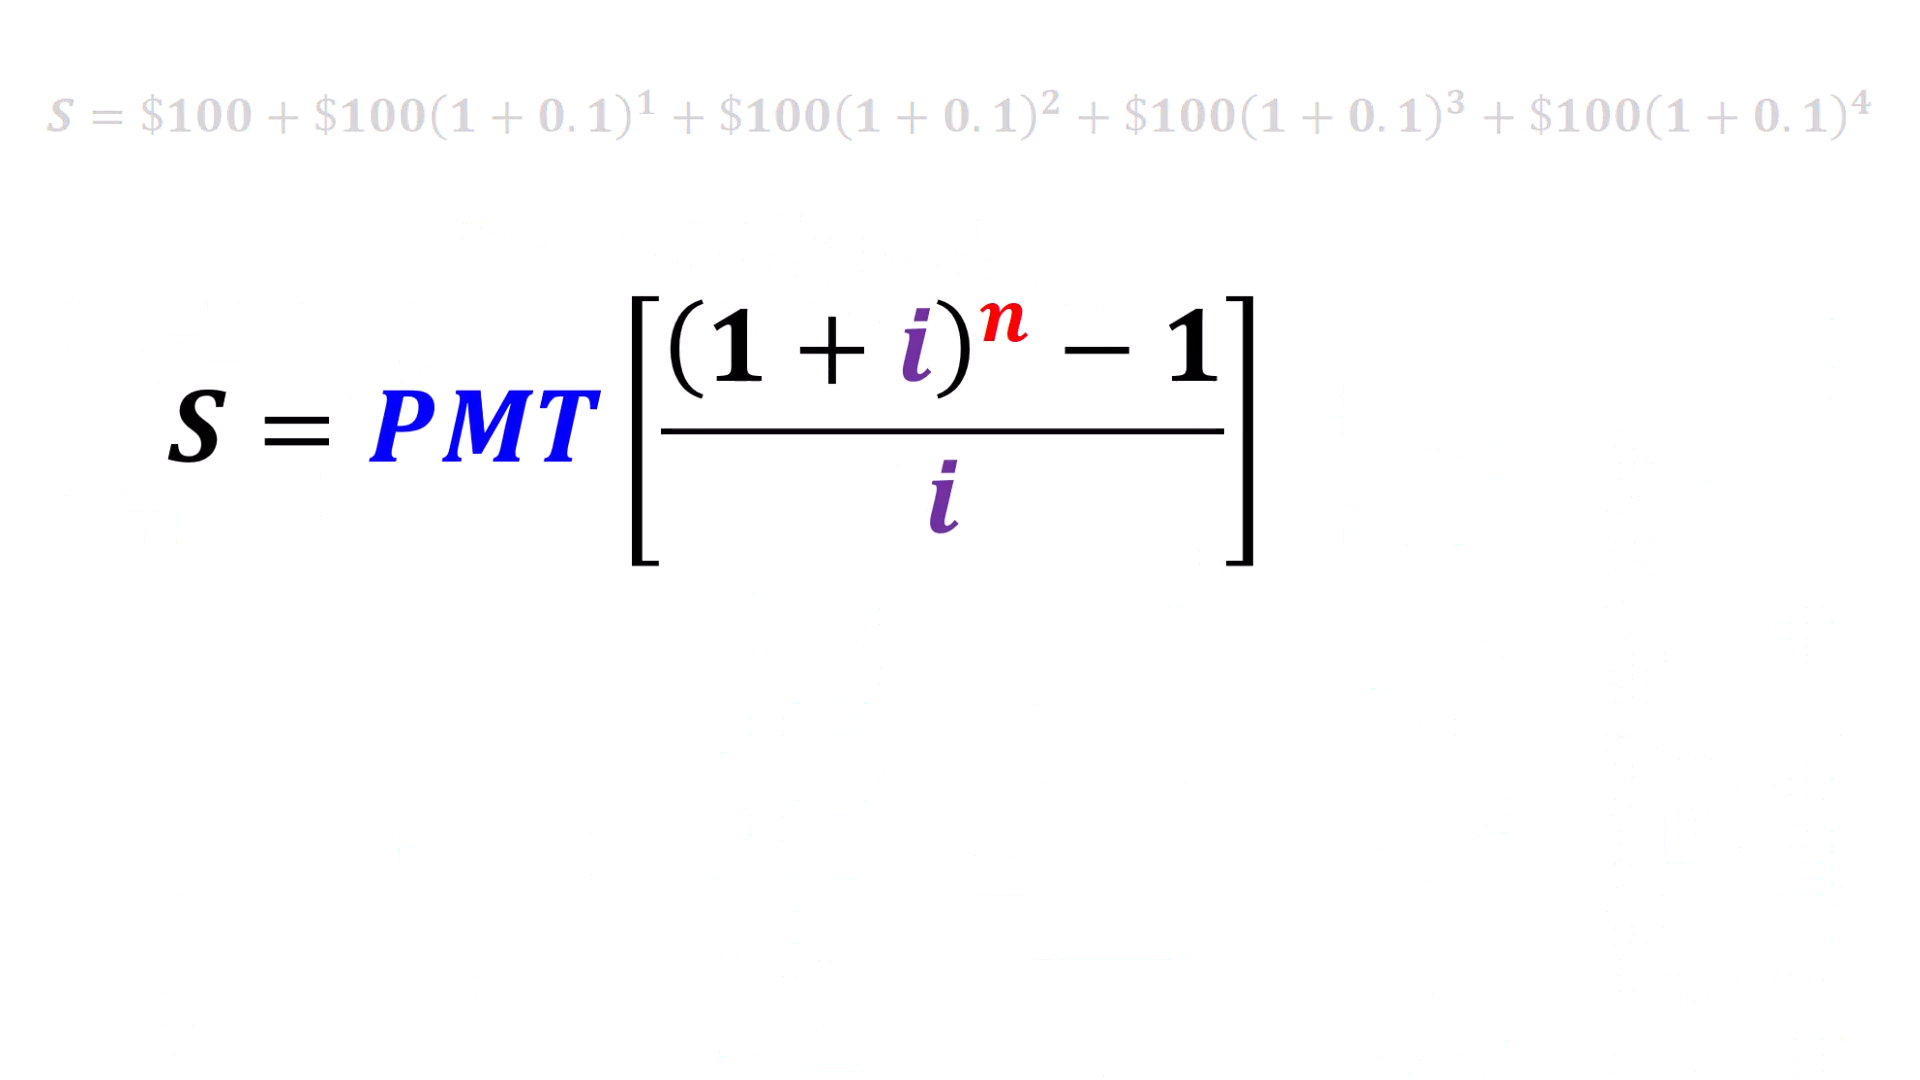 S = $100 + $100(1 + 0.1)¹ + $100(1 + 0.1)² + $100(1 + 0.1)³ + $100(1 + 0.1)⁴
S = PMT [((1 + i)ⁿ − 1) / i]